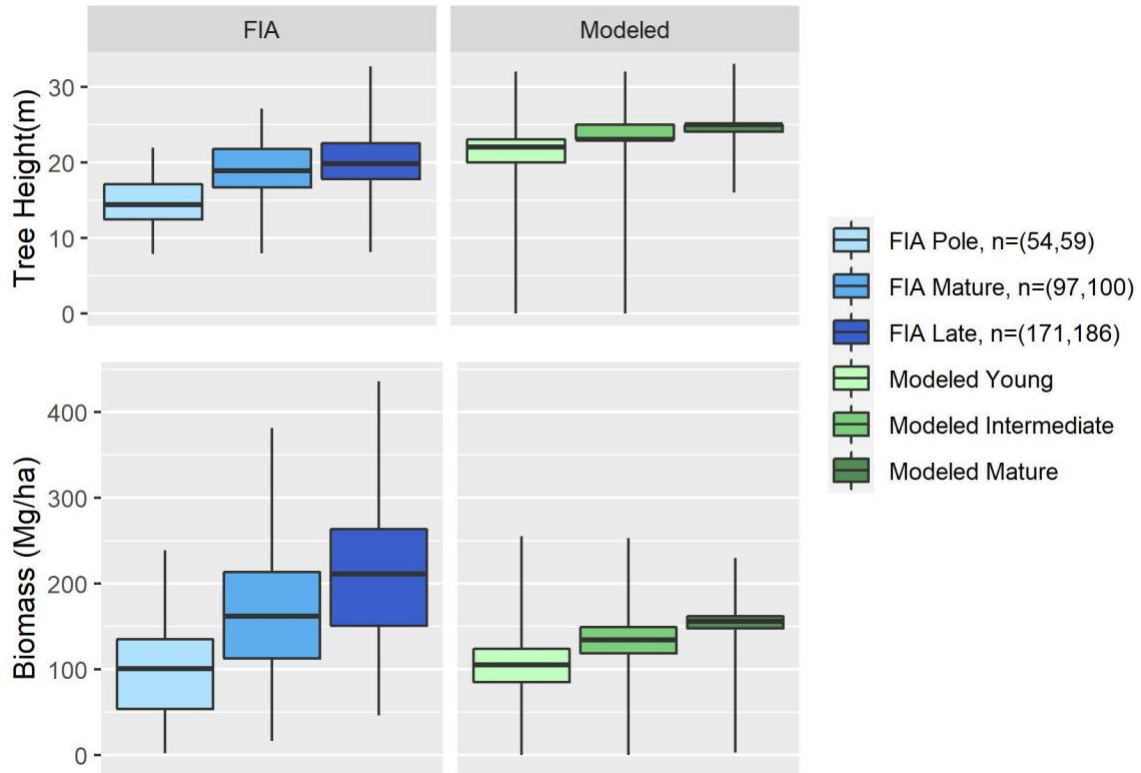 FIA Modeled
Tree Height(m)
30
20
10
0
Biomass (Mg/ha)
400
300
200
100
0
FIA Pole, n=(54,59)
FIA Mature, n=(97,100)
FIA Late, n=(171,186)
Modeled Young
Modeled Intermediate
Modeled Mature